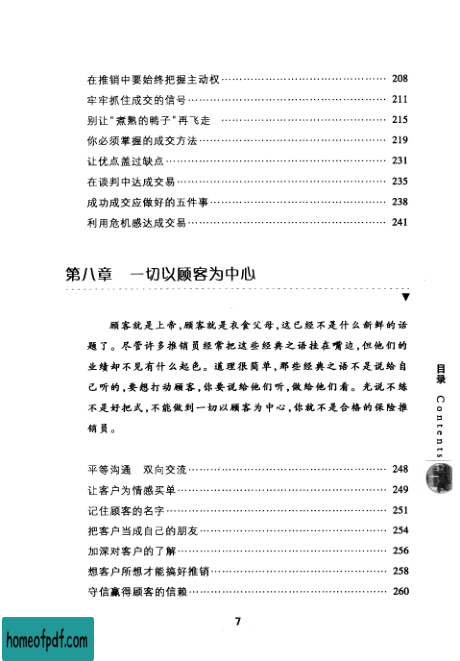 在推销中要始终把握主动权 208
牢牢抓住成交的信号 211
别让“煮熟的鸭子”再飞走 215
你必须掌握的成交方法 219
让优点盖过缺点 231
在谈判中达成交易 235
成功成交应做好的五件事 238
利用危机感达成交易 241
第八章 一切以顾客为中心
▼
顾客就是上帝,顾客就是衣食父母,这已经不是什么新鲜的话
题了。尽管许多推销员经常把这些经典之语挂在嘴边,但他们的
业绩却不见有什么起色。道理很简单,那些经典之语不是说给自
己听的,要想打动顾客,你要说给他们听,做给他们看。光说不练
不是好把式,不能做到一切以顾客为中心,你就不是合格的保险推
销员。
目录 Contents
平等沟通 双向交流 248
让客户为情感买单 249
记住顾客的名字 251
把客户当成自己的朋友 254
加深对客户的了解 256
想客户所想才能搞好推销 258
守信赢得顾客的信赖 260
7
homeofpdf.com